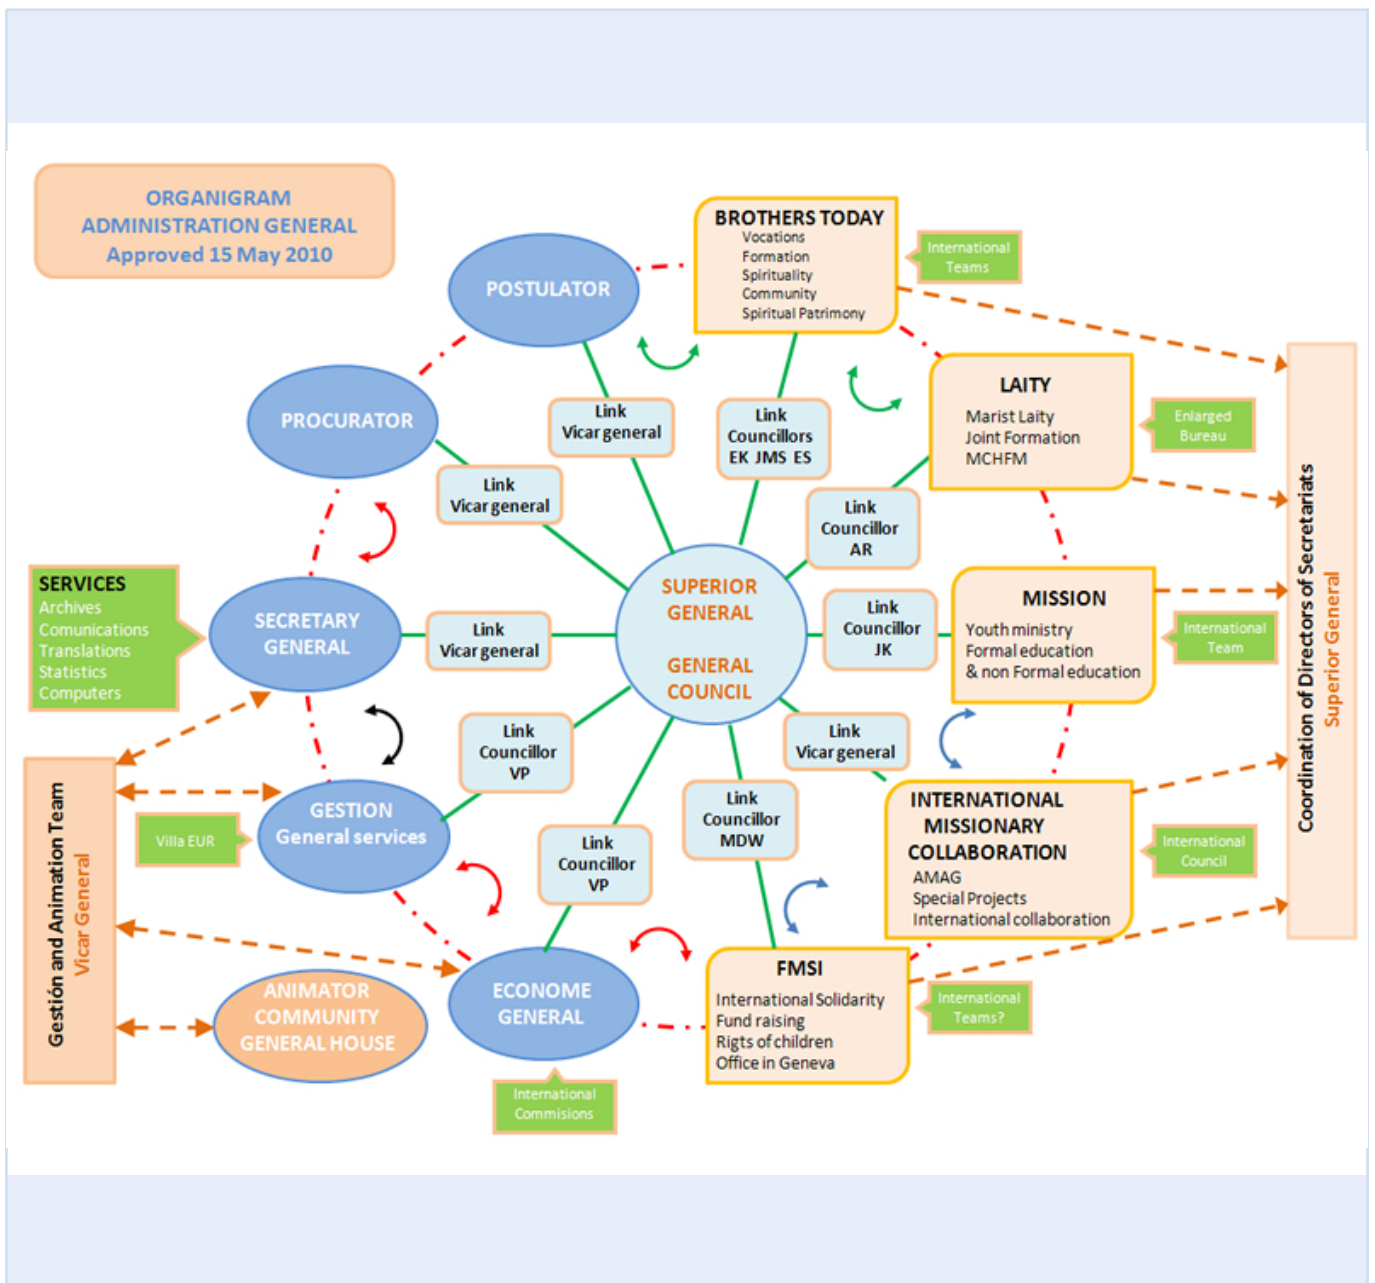 ORGANIGRAM
ADMINISTRATION GENERAL
Approved 15 May 2010
POSTULATOR
BROTHERS TODAY
Vocations
Formation
Spirituality
Community
Spiritual Patrimony
International
Teams
PROCURATOR
Link
Vicar general
Link
Councillors
EK JMS ES
LAITY
Marist Laity
Joint Formation
MCHFM
Enlarged
Bureau
Link
Vicar general
Link
Councillor
AR
SERVICES
Archives
Comunications
Translations
Statistics
Computers
SECRETARY
GENERAL
Link
Vicar general
SUPERIOR
GENERAL
GENERAL
COUNCIL
Link
Councillor
JK
MISSION
Youth ministry
Formal education
& non Formal education
International
Team
Coordination of Directors of Secretariats
Superior General
Link
Councillor
VP
Link
Vicar general
Gestión and Animation Team
Vicar General
Villa EUR
GESTION
General services
Link
Councillor
VP
Link
Councillor
MDW
INTERNATIONAL
MISSIONARY
COLLABORATION
AMAG
Special Projects
International collaboration
International
Council
ANIMATOR
COMMUNITY
GENERAL HOUSE
ECONOME
GENERAL
FMSI
International Solidarity
Fund raising
Rigts of children
Office in Geneva
International
Teams?
International
Commisions